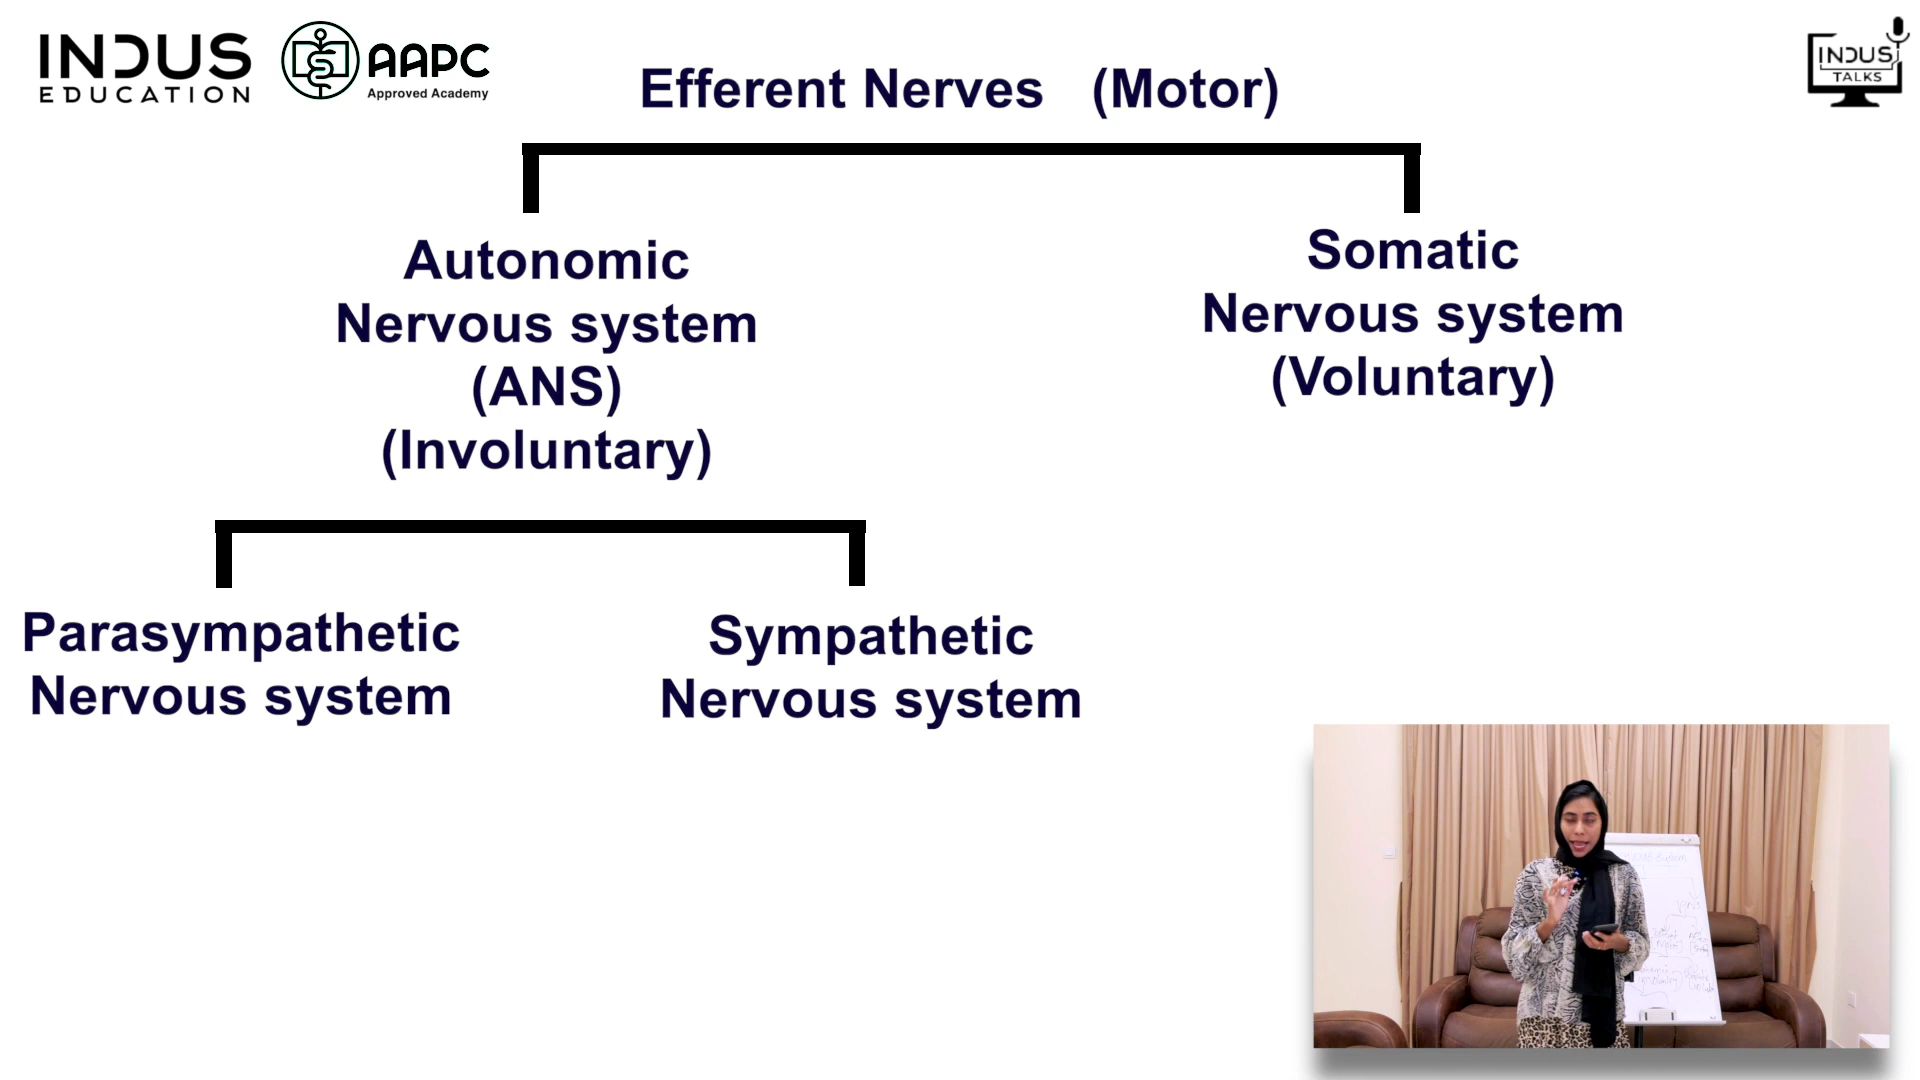 INDUS
EDUCATION
AAPC
Approved Academy
Efferent Nerves (Motor)
INDUS
TALKS
Autonomic
Nervous system
(ANS)
(Involuntary)
Somatic
Nervous system
(Voluntary)
Parasympathetic
Nervous system
Sympathetic
Nervous system